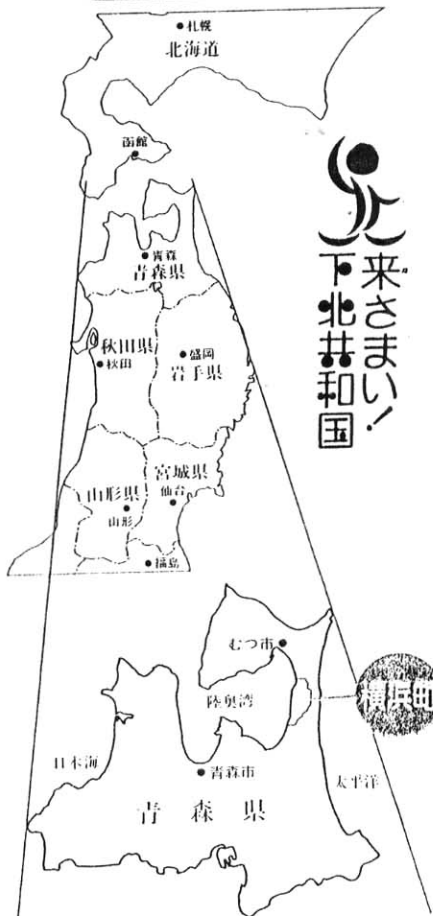 札幌
北海道
函館
来さまい!
下北共和国
青森
青森県
秋田県
秋田
盛岡
岩手県
宮城県
仙台
山形県
山形
福島
むつ市
陸奥湾
横浜町
日本海
青森市
太平洋
青森県